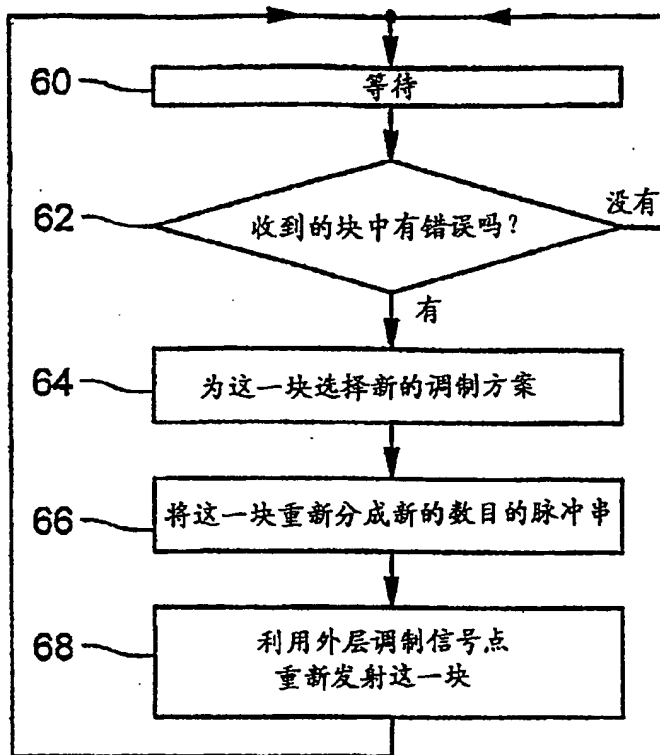 60
等待
62
收到的块中有错误吗?
没有
有
64
为这一块选择新的调制方案
66
将这一块重新分成新的数目的脉冲串
68
利用外层调制信号点
重新发射这一块